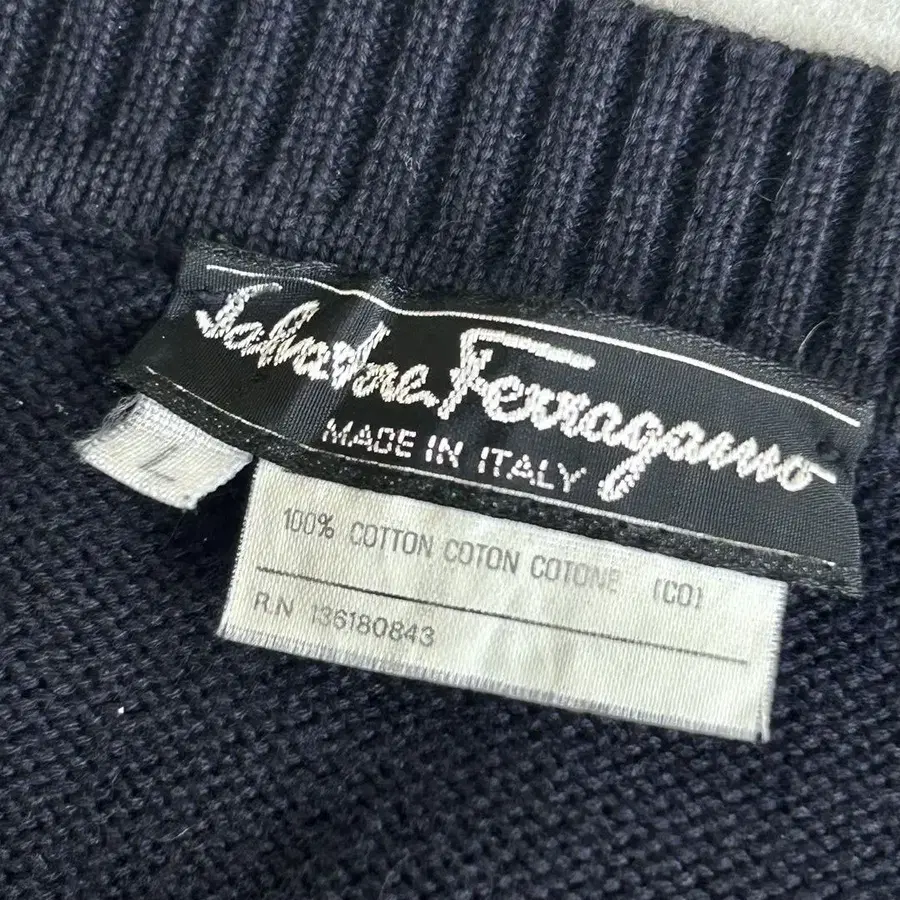 Salvatore Ferragamo
MADE IN ITALY
L
100% COTTON COTON COTONE (CO)
R.N 136180843